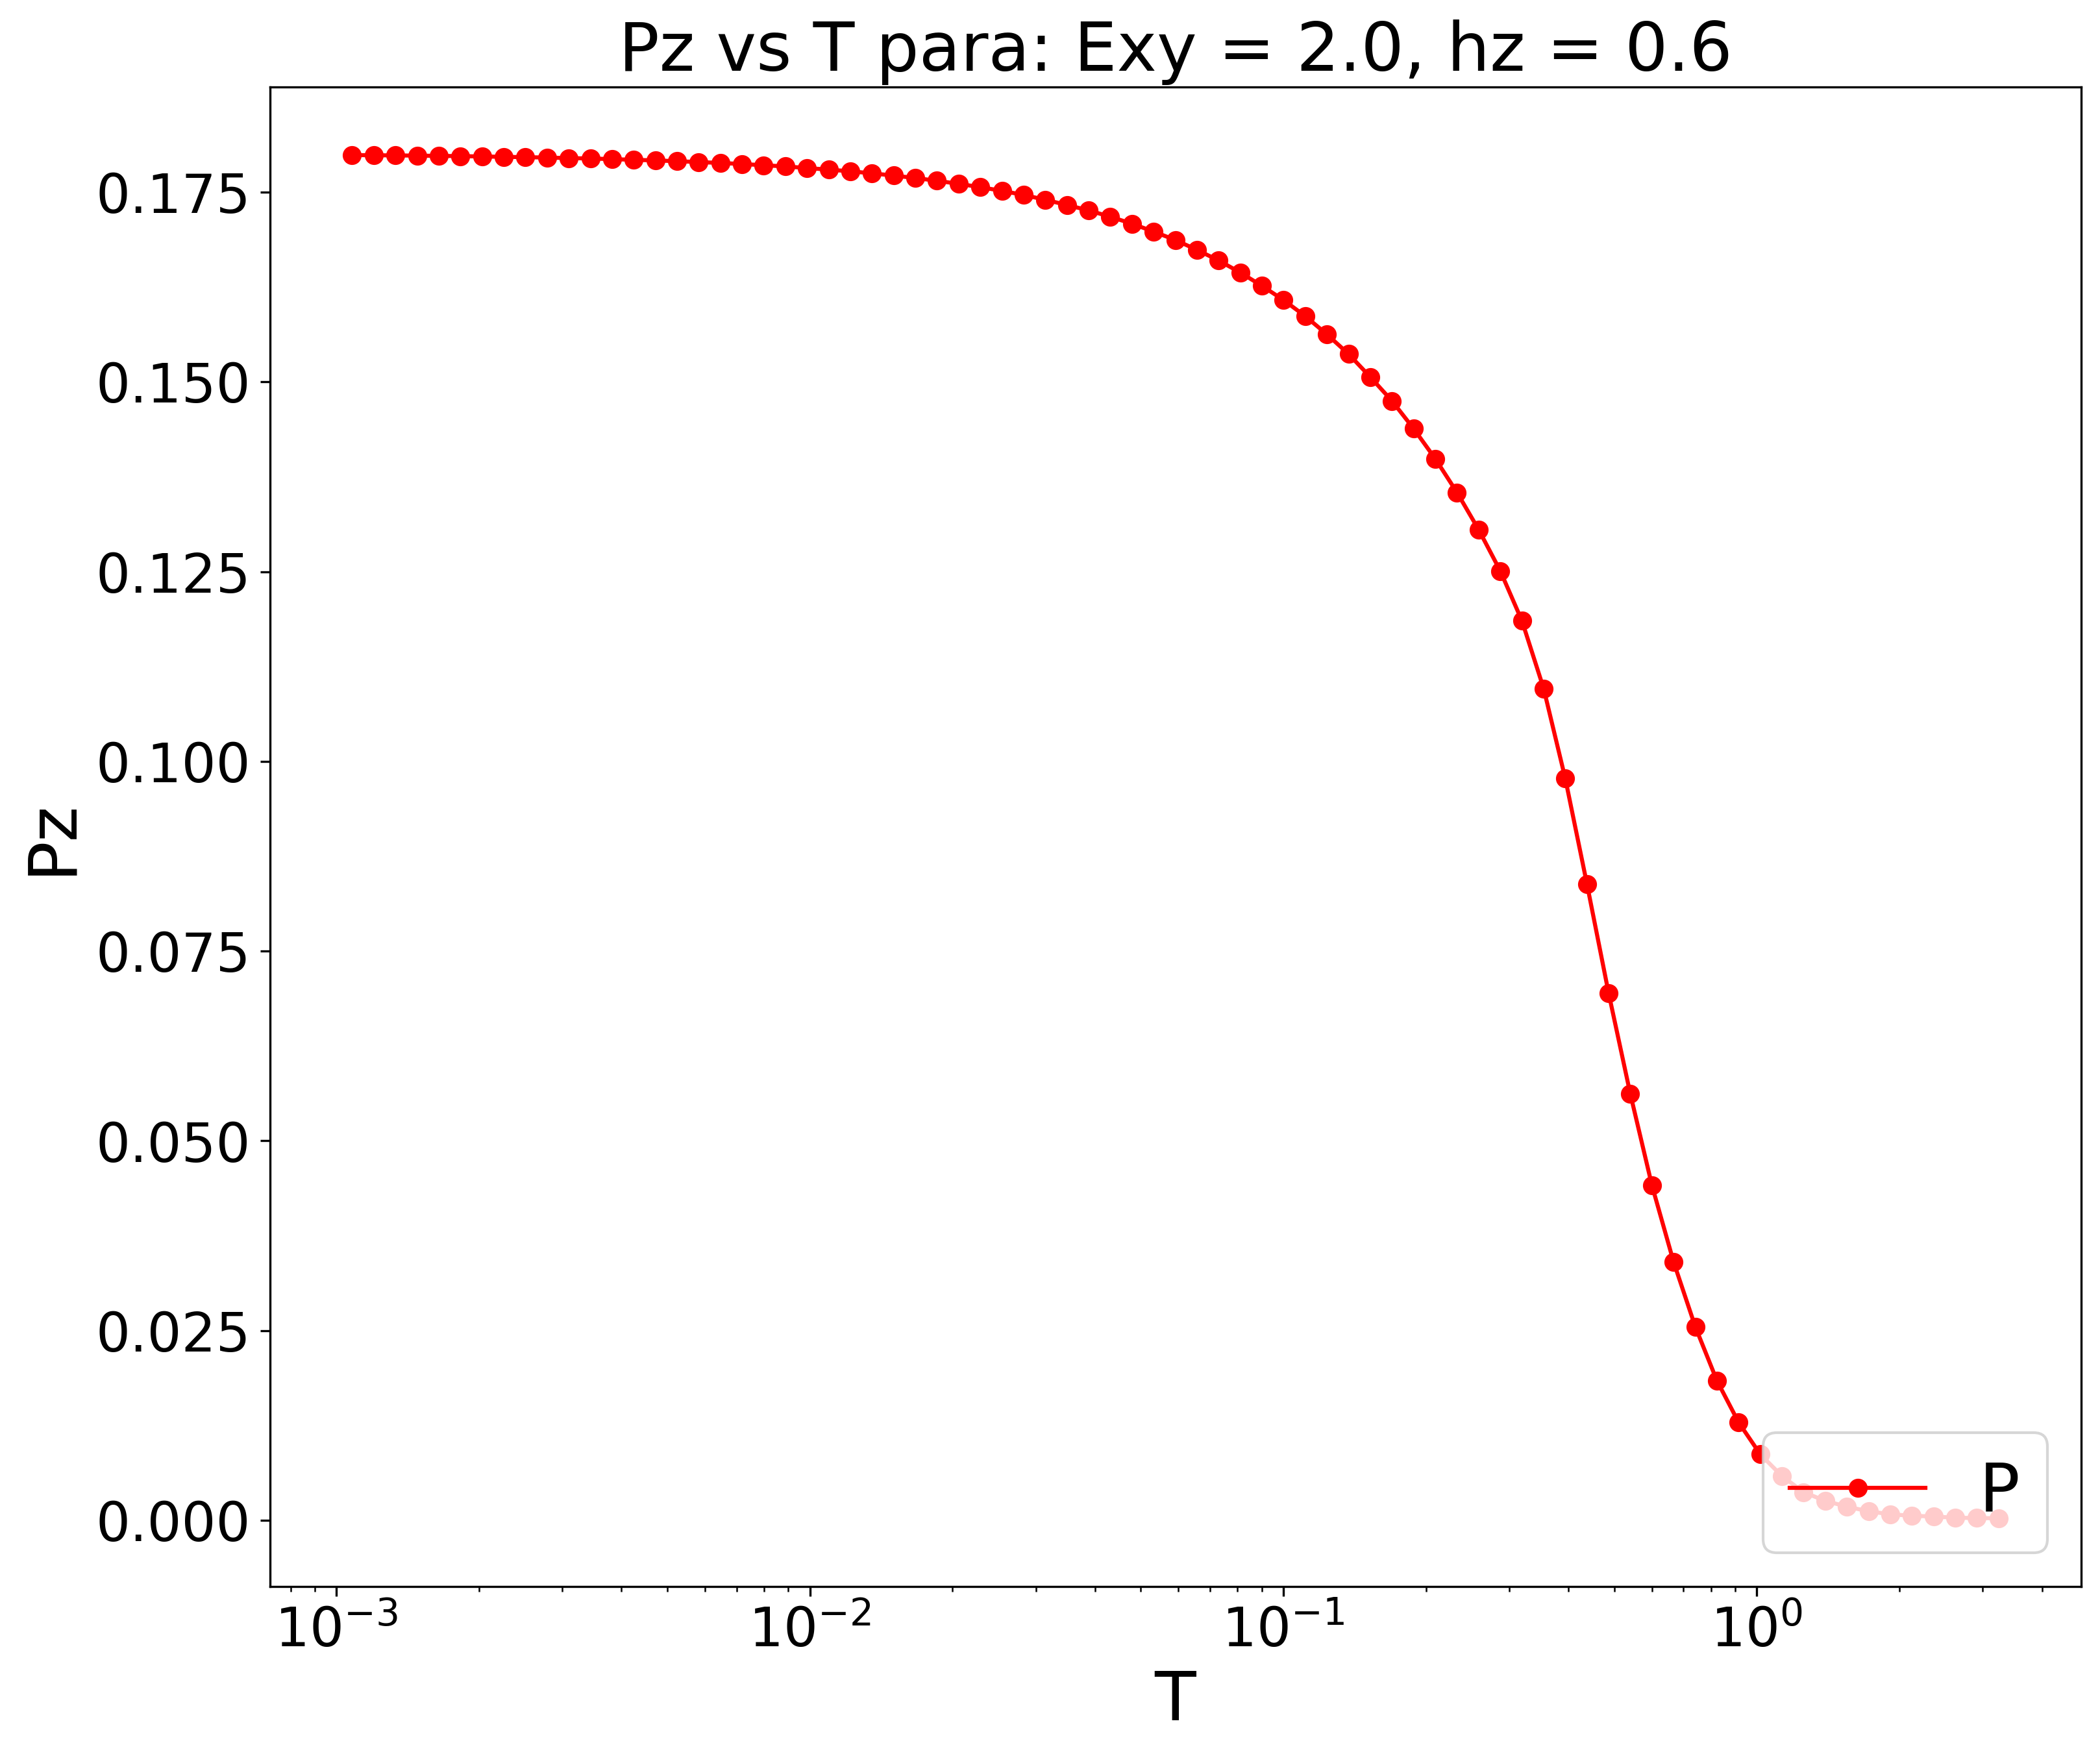 Pz vs T para: Exy = 2.0, hz = 0.6
0.175
0.150
0.125
0.100
0.075
0.050
0.025
0.000
Pz
P
10⁻³ 10⁻² 10⁻¹ 10⁰
T